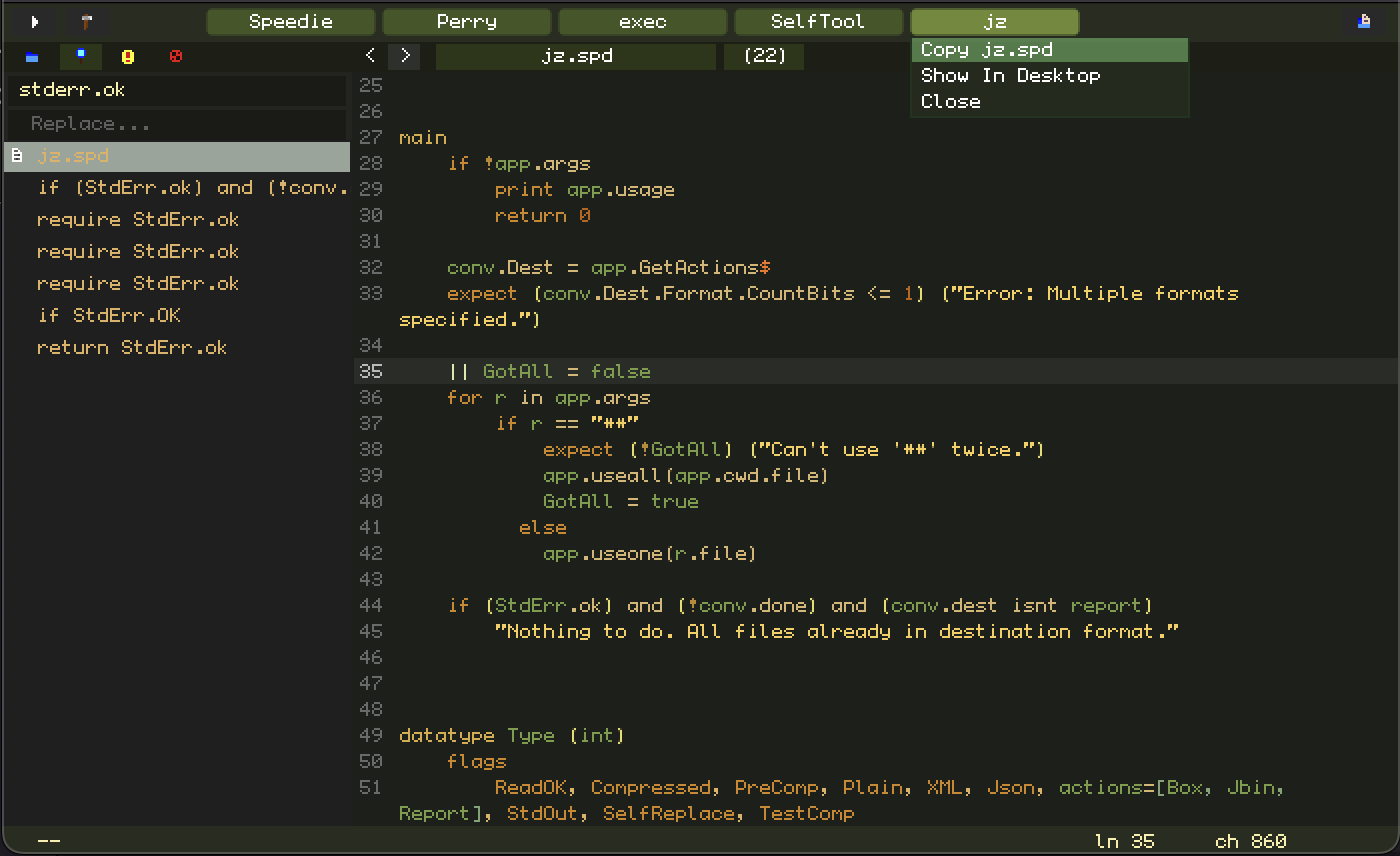 Speedie Perry exec SelfTool jz
< > jz.spd (22)
Copy jz.spd
Show In Desktop
Close
stderr.ok
Replace...
jz.spd
if (StdErr.ok) and (!conv.
require StdErr.ok
require StdErr.ok
require StdErr.ok
if StdErr.OK
return StdErr.ok
25
26
27 main
28 if !app.args
29 print app.usage
30 return 0
31
32 conv.Dest = app.GetActions$
33 expect (conv.Dest.Format.CountBits <= 1) ("Error: Multiple formats
specified.")
34
35 || GotAll = false
36 for r in app.args
37 if r == "**"
38 expect (!GotAll) ("Can't use '**' twice.")
39 app.useall(app.cwd.file)
40 GotAll = true
41 else
42 app.useone(r.file)
43
44 if (StdErr.ok) and (!conv.done) and (conv.dest isnt report)
45 "Nothing to do. All files already in destination format."
46
47
48
49 datatype Type (int)
50 flags
51 ReadOK, Compressed, PreComp, Plain, XML, Json, actions=[Box, Jbin,
Report], StdOut, SelfReplace, TestComp
-- ln 35 ch 860